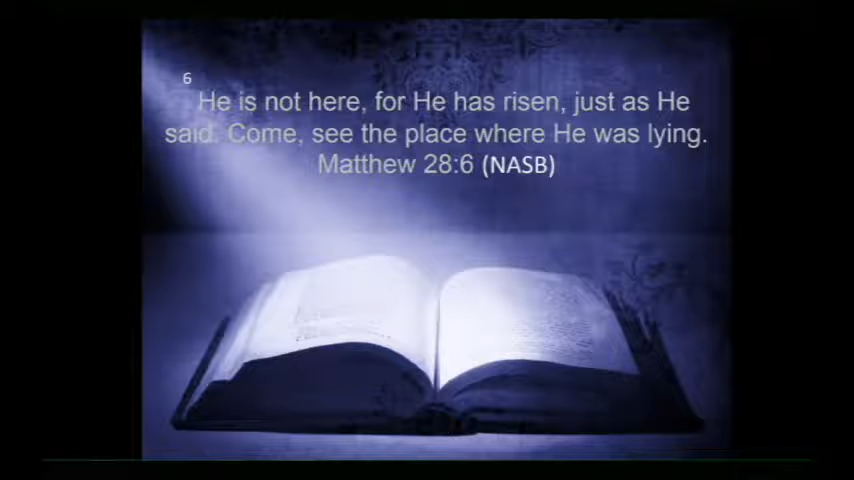 6
He is not here, for He has risen, just as He
said. Come, see the place where He was lying.
Matthew 28:6 (NASB)